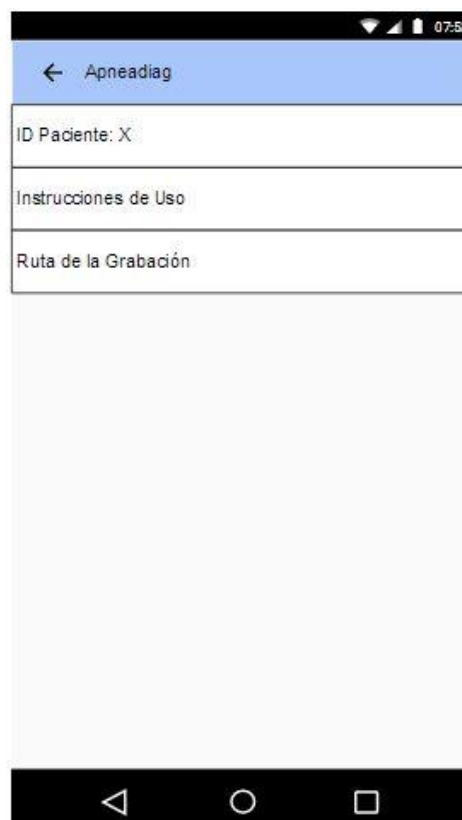 07:5
Apneadiag
ID Paciente: X
Instrucciones de Uso
Ruta de la Grabación